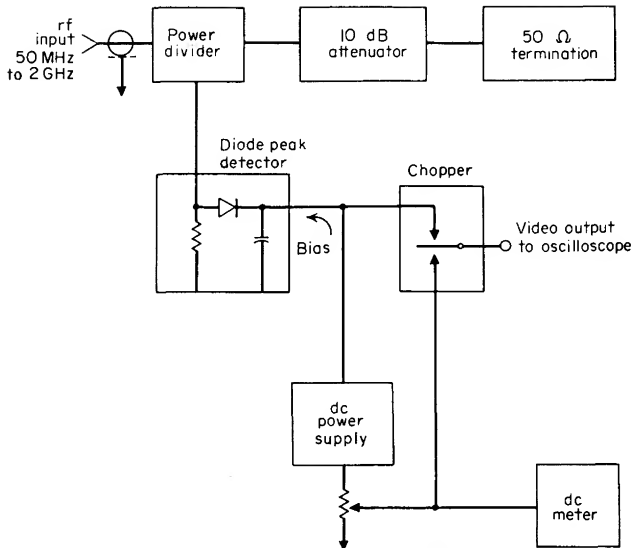 rf
input
50 MHz
to 2 GHz
Power
divider
10 dB
attenuator
50 Ω
termination
Diode peak
detector
Chopper
Bias
Video output
to oscilloscope
dc
power
supply
dc
meter